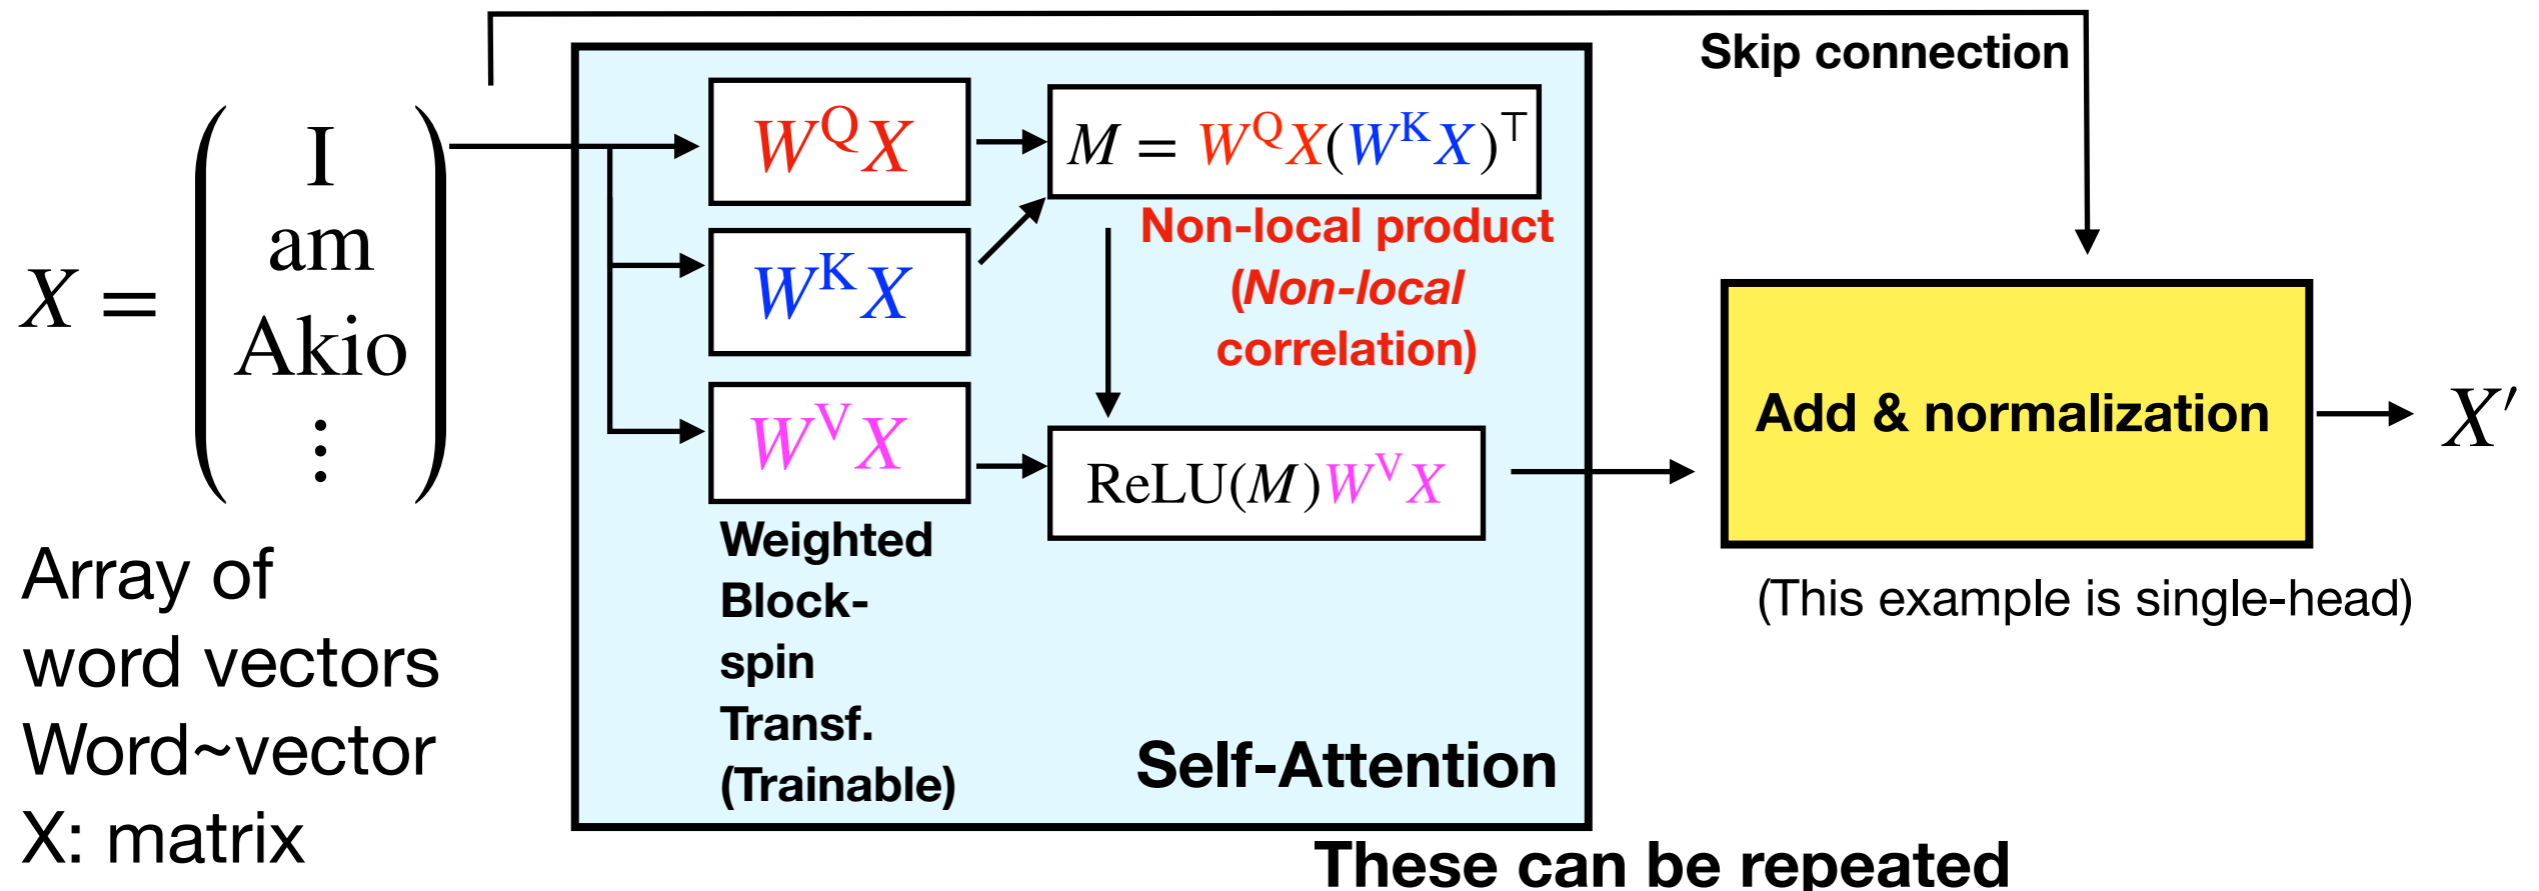 Skip connection
X = ( I
am
Akio
⋮ )
W^Q X
M = W^Q X(W^K X)^⊤
Non-local product
(Non-local
correlation)
W^K X
W^V X
ReLU(M)W^V X
Weighted
Block-
spin
Transf.
(Trainable)
Self-Attention
Add & normalization
X′
(This example is single-head)
Array of
word vectors
Word~vector
X: matrix
These can be repeated